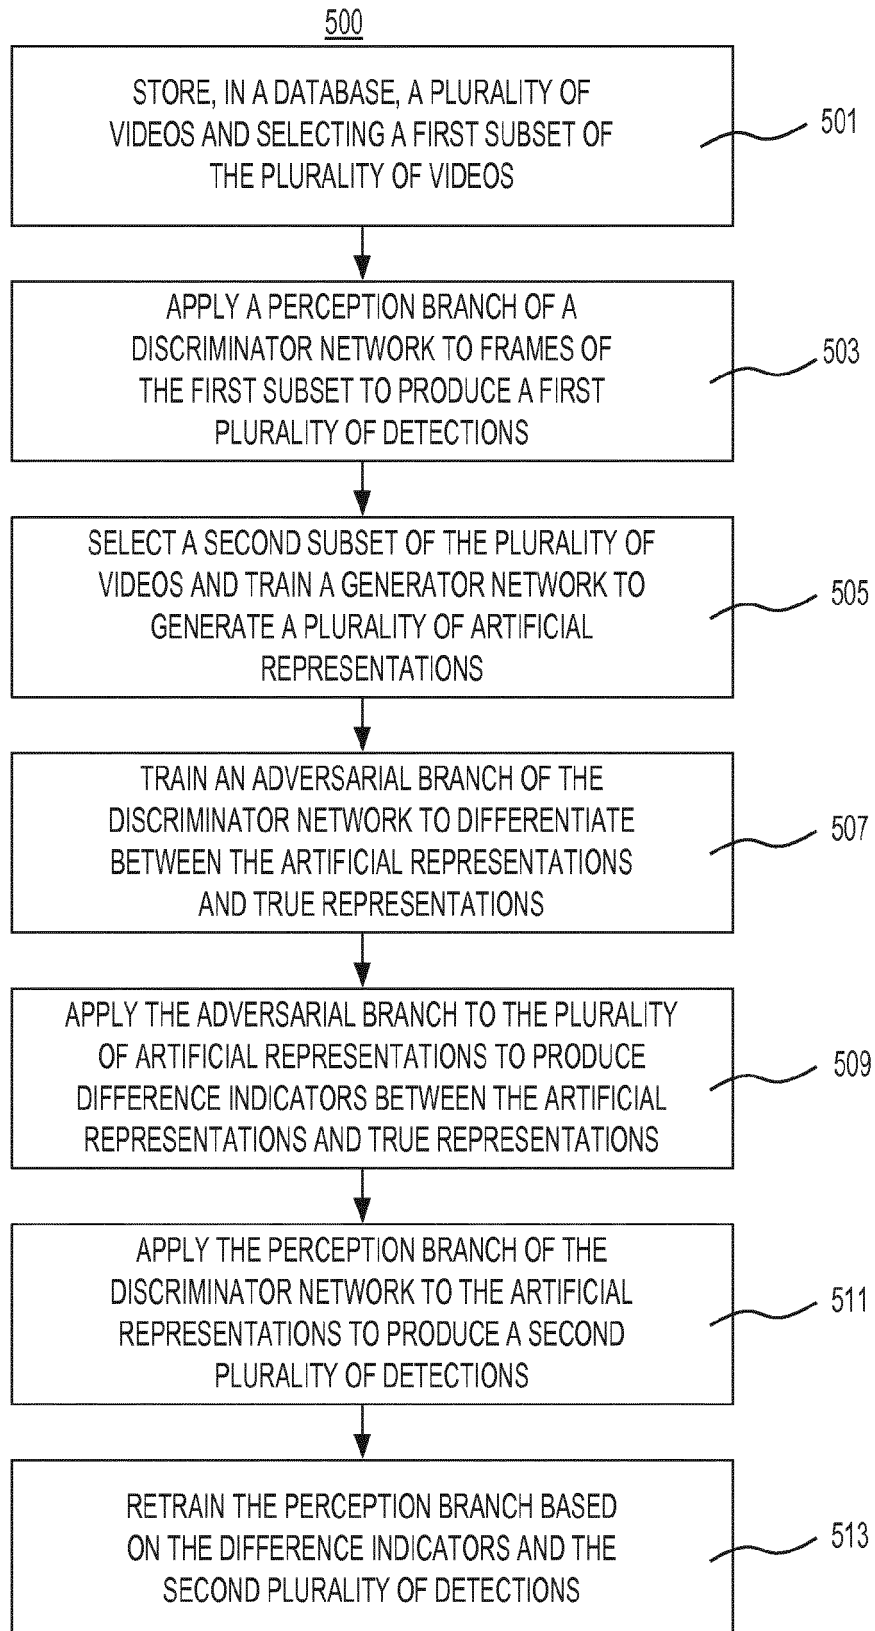 500
STORE, IN A DATABASE, A PLURALITY OF
VIDEOS AND SELECTING A FIRST SUBSET OF
THE PLURALITY OF VIDEOS
501
APPLY A PERCEPTION BRANCH OF A
DISCRIMINATOR NETWORK TO FRAMES OF
THE FIRST SUBSET TO PRODUCE A FIRST
PLURALITY OF DETECTIONS
503
SELECT A SECOND SUBSET OF THE PLURALITY OF
VIDEOS AND TRAIN A GENERATOR NETWORK TO
GENERATE A PLURALITY OF ARTIFICIAL
REPRESENTATIONS
505
TRAIN AN ADVERSARIAL BRANCH OF THE
DISCRIMINATOR NETWORK TO DIFFERENTIATE
BETWEEN THE ARTIFICIAL REPRESENTATIONS
AND TRUE REPRESENTATIONS
507
APPLY THE ADVERSARIAL BRANCH TO THE PLURALITY
OF ARTIFICIAL REPRESENTATIONS TO PRODUCE
DIFFERENCE INDICATORS BETWEEN THE ARTIFICIAL
REPRESENTATIONS AND TRUE REPRESENTATIONS
509
APPLY THE PERCEPTION BRANCH OF THE
DISCRIMINATOR NETWORK TO THE ARTIFICIAL
REPRESENTATIONS TO PRODUCE A SECOND
PLURALITY OF DETECTIONS
511
RETRAIN THE PERCEPTION BRANCH BASED
ON THE DIFFERENCE INDICATORS AND THE
SECOND PLURALITY OF DETECTIONS
513